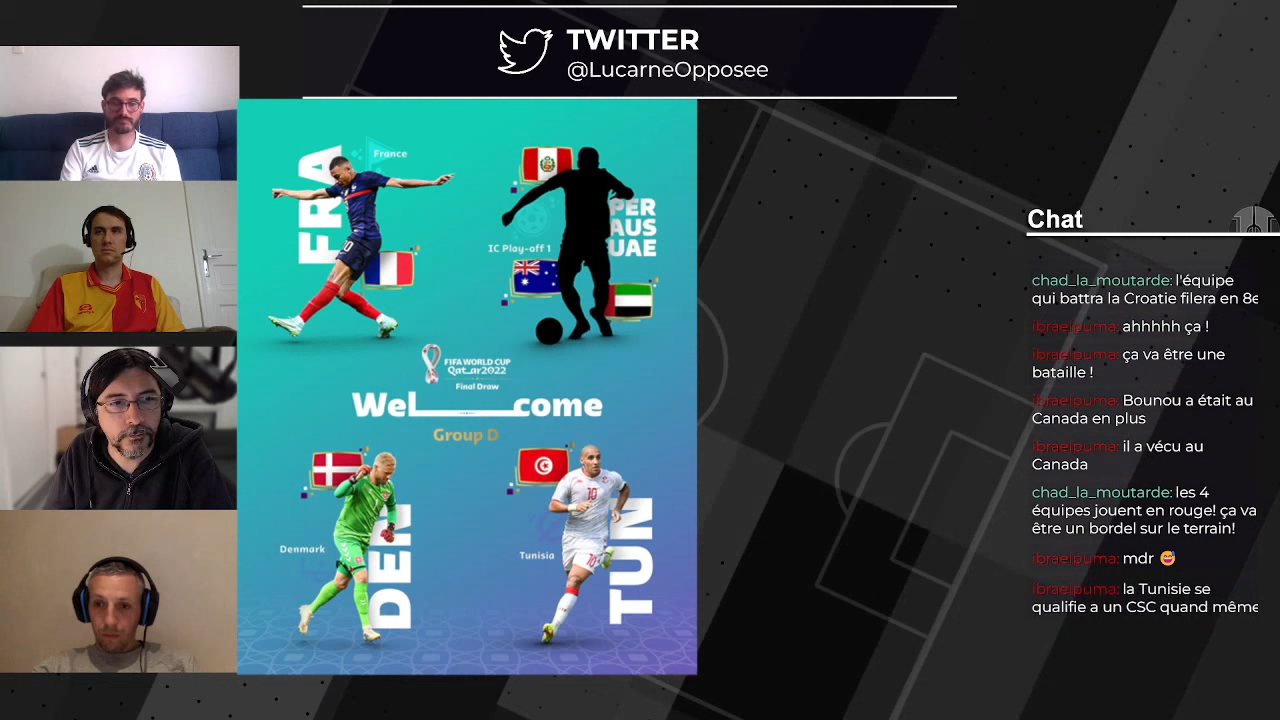 TWITTER
@LucarneOpposee
FRA
France
PER
AUS
UAE
IC Play-off 1
FIFA WORLD CUP
Qatar2022
Final Draw
Welcome
Group D
DEN
Denmark
TUN
Tunisia
10
Chat
chad_la_moutarde: l'équipe
qui battra la Croatie filera en 8e
ibraelpuma: ahhhhh ça !
ibraelpuma: ça va être une
bataille !
ibraelpuma: Bounou a était au
Canada en plus
ibraelpuma: il a vécu au
Canada
chad_la_moutarde: les 4
équipes jouent en rouge! ça va
être un bordel sur le terrain!
ibraelpuma: mdr 😅
ibraelpuma: la Tunisie se
qualifie a un CSC quand même